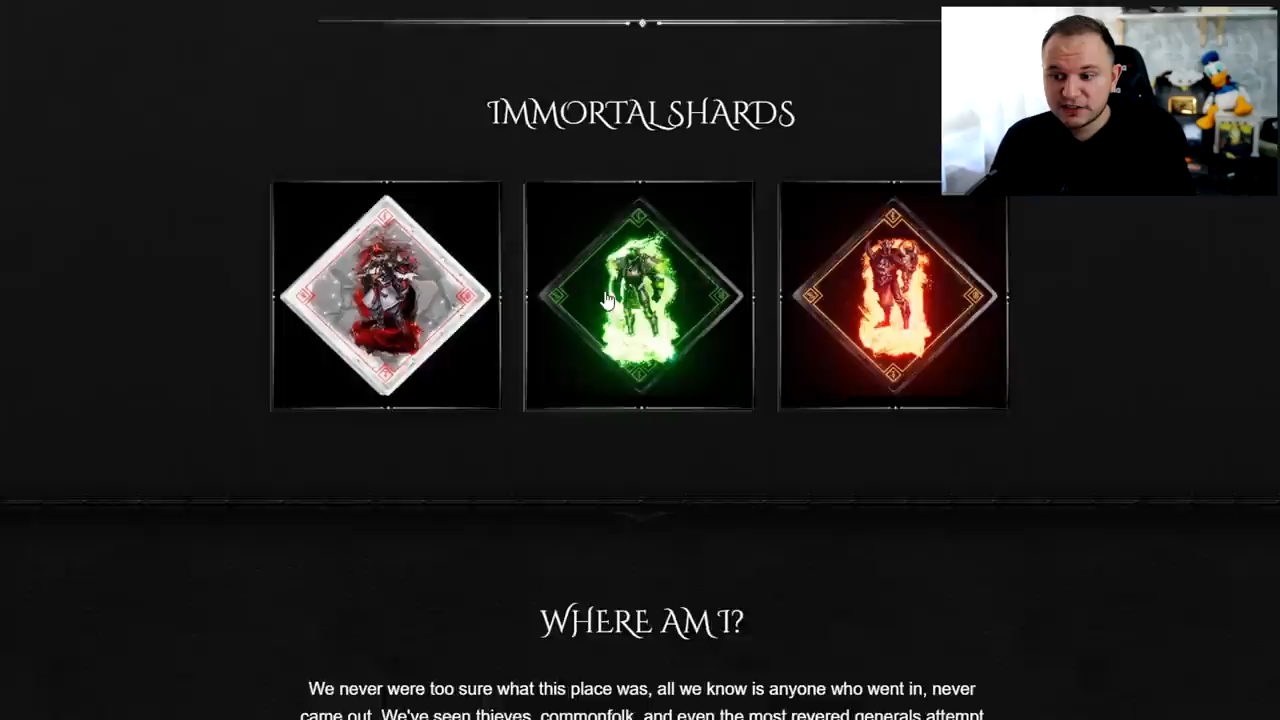 IMMORTAL SHARDS
WHERE AM I?
We never were too sure what this place was, all we know is anyone who went in, never
came out. We've seen thieves, commonfolk, and even the most revered generals attempt